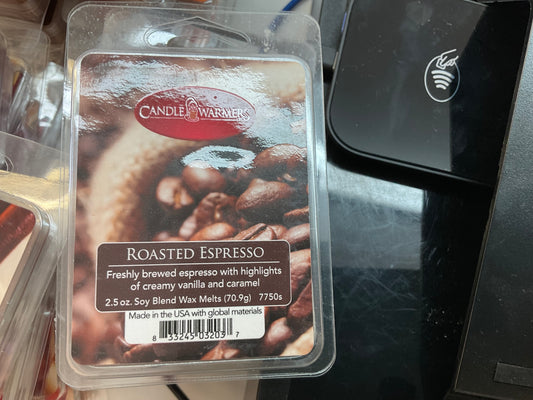 CANDLE WARMERS
ROASTED ESPRESSO
Freshly brewed espresso with highlights
of creamy vanilla and caramel
2.5 oz. Soy Blend Wax Melts (70.9g) 7750s
Made in the USA with global materials
8 33245 03203 7